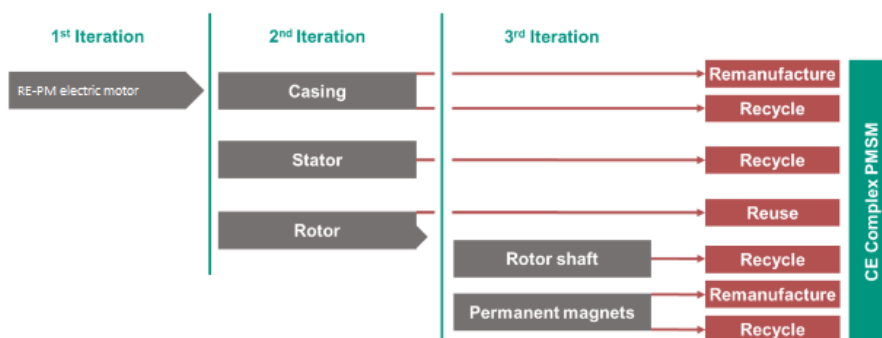 1st Iteration
2nd Iteration
3rd Iteration
RE-PM electric motor
Casing
Remanufacture
Recycle
Stator
Recycle
Rotor
Reuse
Rotor shaft
Recycle
Permanent magnets
Remanufacture
Recycle
CE Complex PMSM